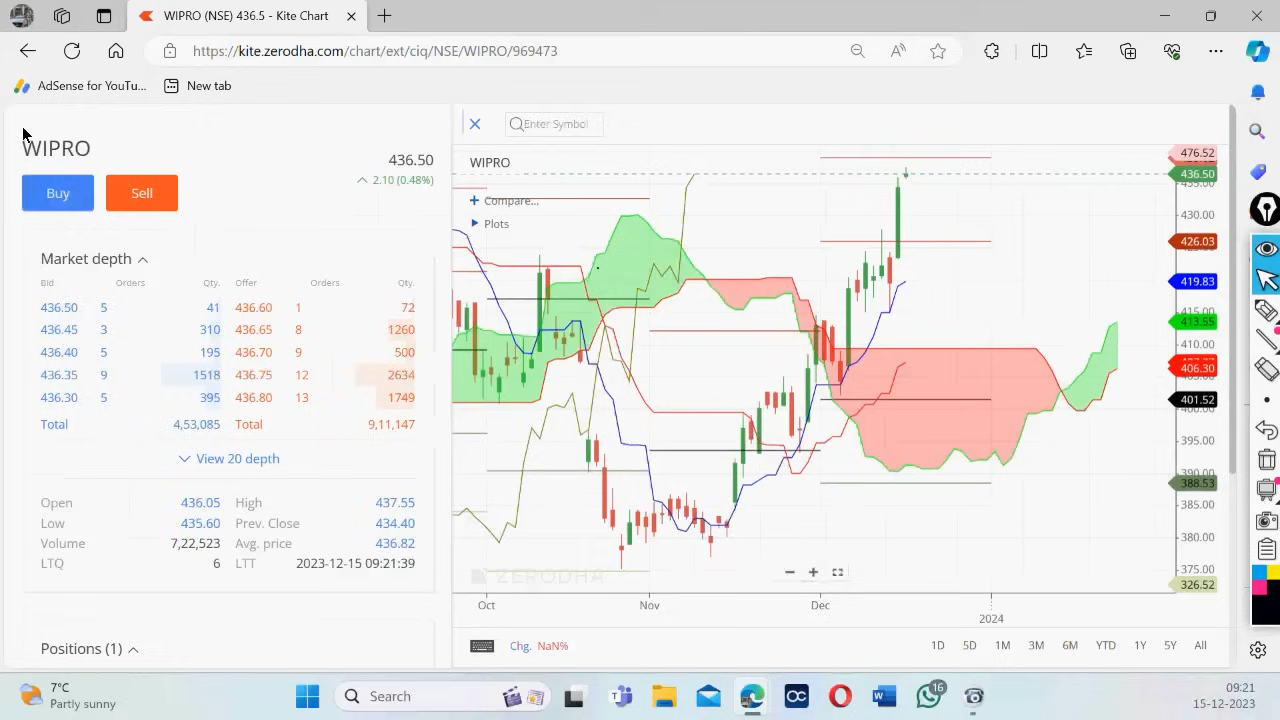 WIPRO (NSE) 436.5 - Kite Chart
https://kite.zerodha.com/chart/ext/ciq/NSE/WIPRO/969473
AdSense for YouTu...
New tab
WIPRO
436.50
2.10 (0.48%)
Buy
Sell
Market depth
Bid Orders Qty. Offer Orders Qty.
436.50 5 41 436.60 1 72
436.45 3 310 436.65 8 1260
436.40 5 195 436.70 9 500
436.35 9 1518 436.75 12 2634
436.30 5 395 436.80 13 1749
Total 4,53,085 Total 9,11,147
View 20 depth
Open 436.05 High 437.55
Low 435.60 Prev. Close 434.40
Volume 7,22,523 Avg. price 436.82
LTQ 6 LTT 2023-12-15 09:21:39
Positions (1)
Enter Symbol
WIPRO
Compare...
Plots
476.52
436.50
435.00
430.00
426.03
419.83
415.00
413.55
410.00
406.30
401.52
400.00
395.00
390.00
388.53
385.00
380.00
375.00
326.52
ZERODHA
Oct Nov Dec
2024
Chg. NaN%
1D 5D 1M 3M 6M YTD 1Y 5Y All
7°C
Partly sunny
Search
16
09:21
15-12-2023